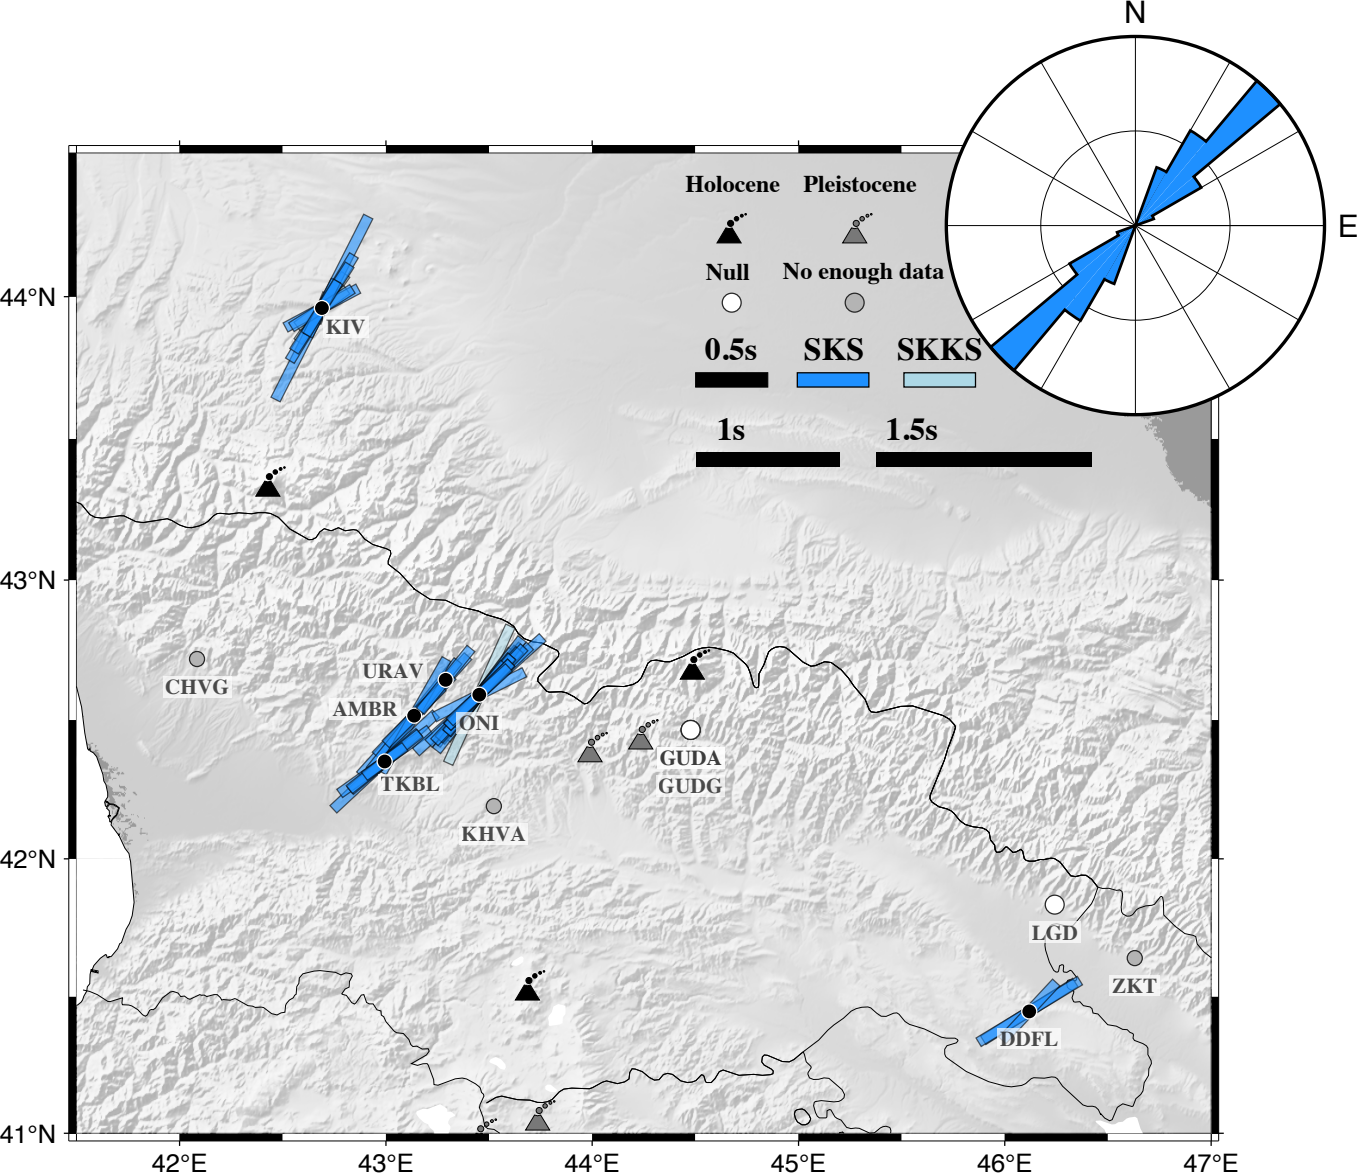 N
E
Holocene Pleistocene
Null No enough data
0.5s SKS SKKS
1s 1.5s
44°N
KIV
43°N
CHVG
URAV
AMBR
ONI
TKBL
GUDA
GUDG
KHVA
42°N
LGD
ZKT
DDFL
41°N
42°E 43°E 44°E 45°E 46°E 47°E